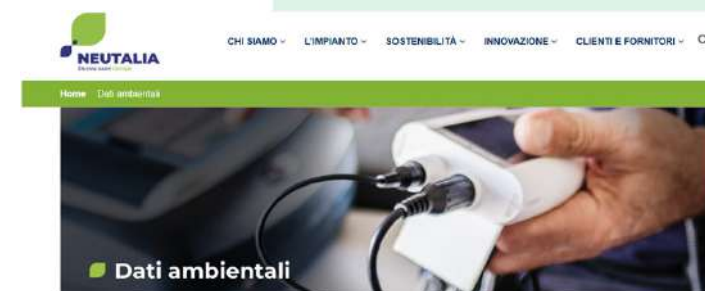 NEUTALIA
CHI SIAMO L'IMPIANTO SOSTENIBILITÀ INNOVAZIONE CLIENTI E FORNITORI C
Home Dati ambientali
Dati ambientali